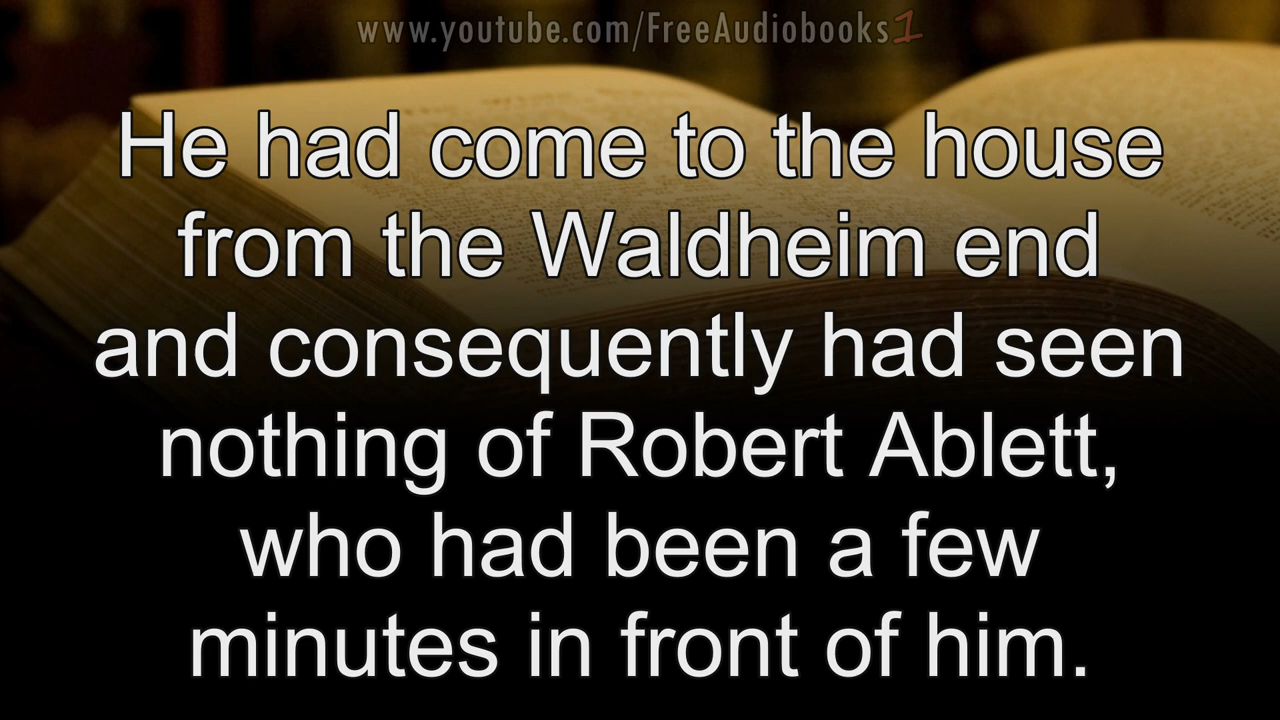 www.youtube.com/FreeAudiobooks1
He had come to the house
from the Waldheim end
and consequently had seen
nothing of Robert Ablett,
who had been a few
minutes in front of him.